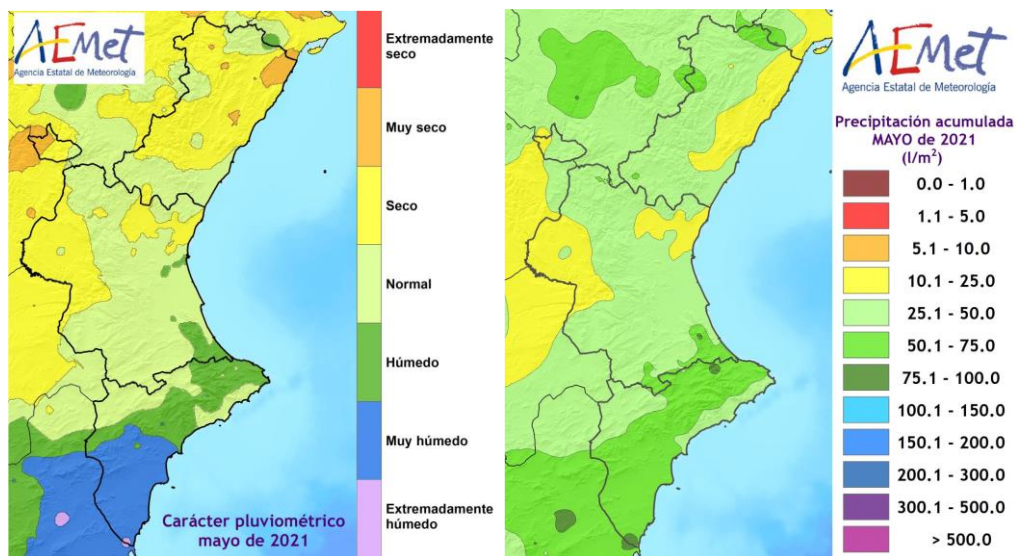 AEMet
Agencia Estatal de Meteorología
Extremadamente
seco
Muy seco
Seco
Normal
Húmedo
Muy húmedo
Extremadamente
húmedo
Carácter pluviométrico
mayo de 2021
AEMet
Agencia Estatal de Meteorología
Precipitación acumulada
MAYO de 2021
(l/m²)
0.0 - 1.0
1.1 - 5.0
5.1 - 10.0
10.1 - 25.0
25.1 - 50.0
50.1 - 75.0
75.1 - 100.0
100.1 - 150.0
150.1 - 200.0
200.1 - 300.0
300.1 - 500.0
> 500.0